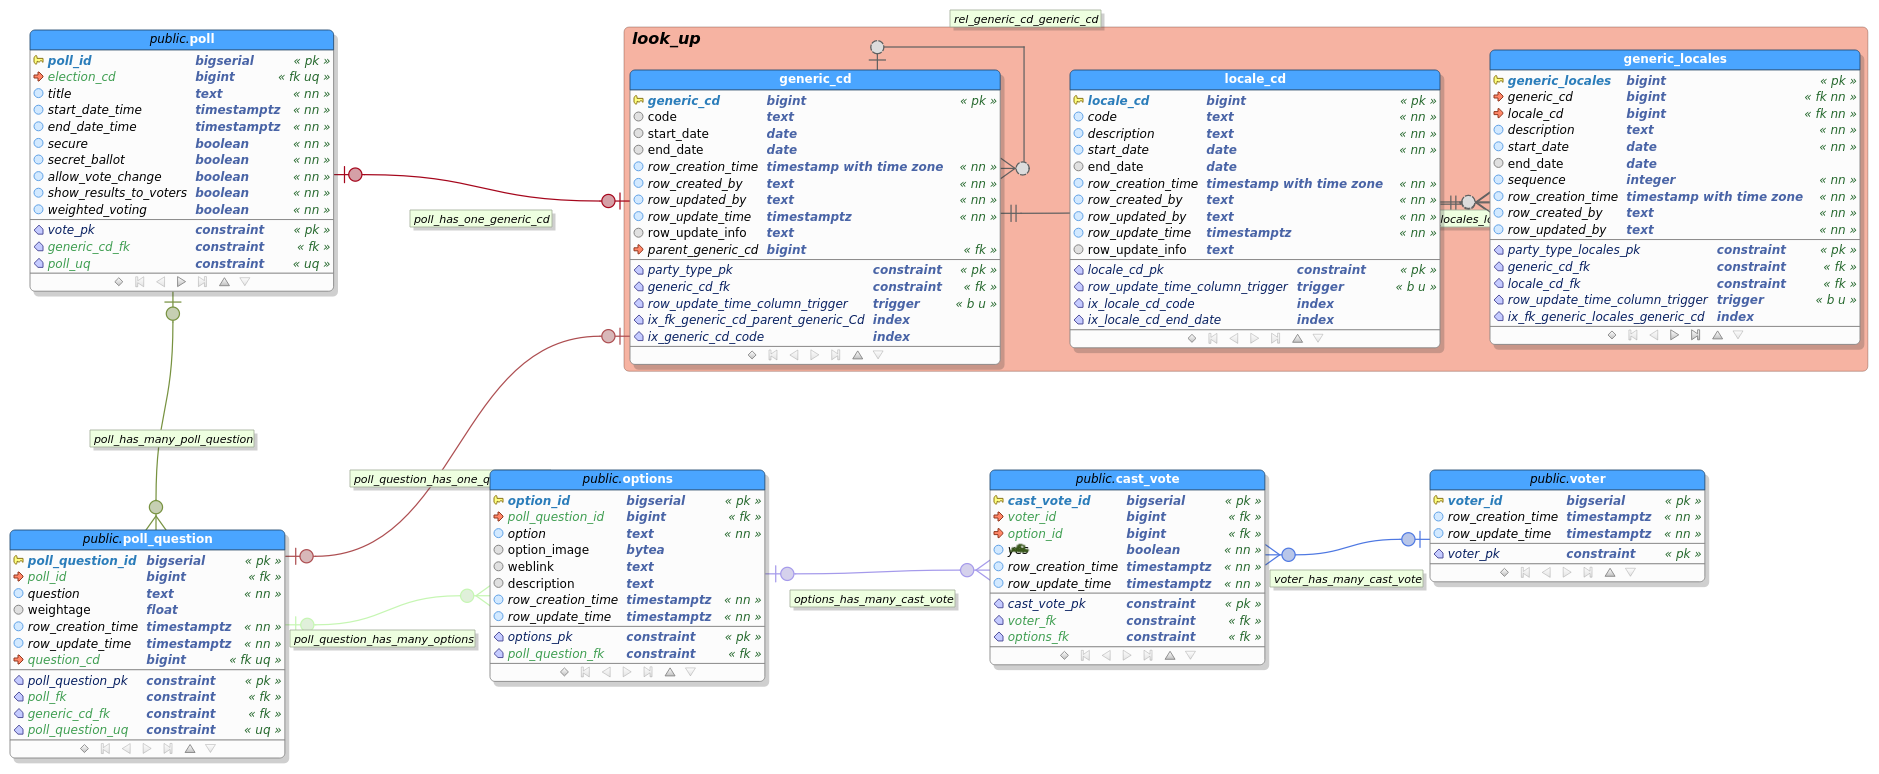 rel_generic_cd_generic_cd
public.poll
poll_id bigserial « pk »
election_cd bigint « fk uq »
title text « nn »
start_date_time timestamptz « nn »
end_date_time timestamptz « nn »
secure boolean « nn »
secret_ballot boolean « nn »
allow_vote_change boolean « nn »
show_results_to_voters boolean « nn »
weighted_voting boolean « nn »
vote_pk constraint « pk »
generic_cd_fk constraint « fk »
poll_uq constraint « uq »
poll_has_one_generic_cd
look_up
generic_cd
generic_cd bigint « pk »
code text
start_date date
end_date date
row_creation_time timestamp with time zone « nn »
row_created_by text « nn »
row_updated_by text « nn »
row_update_time timestamptz « nn »
row_update_info text
parent_generic_cd bigint « fk »
party_type_pk constraint « pk »
generic_cd_fk constraint « fk »
row_update_time_column_trigger trigger « b u »
ix_fk_generic_cd_parent_generic_Cd index
ix_generic_cd_code index
locale_cd
locale_cd bigint « pk »
code text « nn »
description text « nn »
start_date date « nn »
end_date date
row_creation_time timestamp with time zone « nn »
row_created_by text « nn »
row_updated_by text « nn »
row_update_time timestamptz « nn »
row_update_info text
locale_cd_pk constraint « pk »
row_update_time_column_trigger trigger « b u »
ix_locale_cd_code index
ix_locale_cd_end_date index
generic_locales
generic_locales bigint « pk »
generic_cd bigint « fk nn »
locale_cd bigint « fk nn »
description text « nn »
start_date date « nn »
end_date date
sequence integer « nn »
row_creation_time timestamp with time zone « nn »
row_created_by text « nn »
row_updated_by text « nn »
party_type_locales_pk constraint « pk »
generic_cd_fk constraint « fk »
locale_cd_fk constraint « fk »
row_update_time_column_trigger trigger « b u »
ix_fk_generic_locales_generic_cd index
poll_has_many_poll_question
poll_question_has_one_q
public.poll_question
poll_question_id bigserial « pk »
poll_id bigint « fk »
question text « nn »
weightage float
row_creation_time timestamptz « nn »
row_update_time timestamptz « nn »
question_cd bigint « fk uq »
poll_question_pk constraint « pk »
poll_fk constraint « fk »
generic_cd_fk constraint « fk »
poll_question_uq constraint « uq »
poll_question_has_many_options
public.options
option_id bigserial « pk »
poll_question_id bigint « fk »
option text « nn »
option_image bytea
weblink text
description text
row_creation_time timestamptz « nn »
row_update_time timestamptz « nn »
options_pk constraint « pk »
poll_question_fk constraint « fk »
options_has_many_cast_vote
public.cast_vote
cast_vote_id bigserial « pk »
voter_id bigint « fk »
option_id bigint « fk »
boolean « nn »
row_creation_time timestamptz « nn »
row_update_time timestamptz « nn »
cast_vote_pk constraint « pk »
voter_fk constraint « fk »
options_fk constraint « fk »
voter_has_many_cast_vote
public.voter
voter_id bigserial « pk »
row_creation_time timestamptz « nn »
row_update_time timestamptz « nn »
voter_pk constraint « pk »